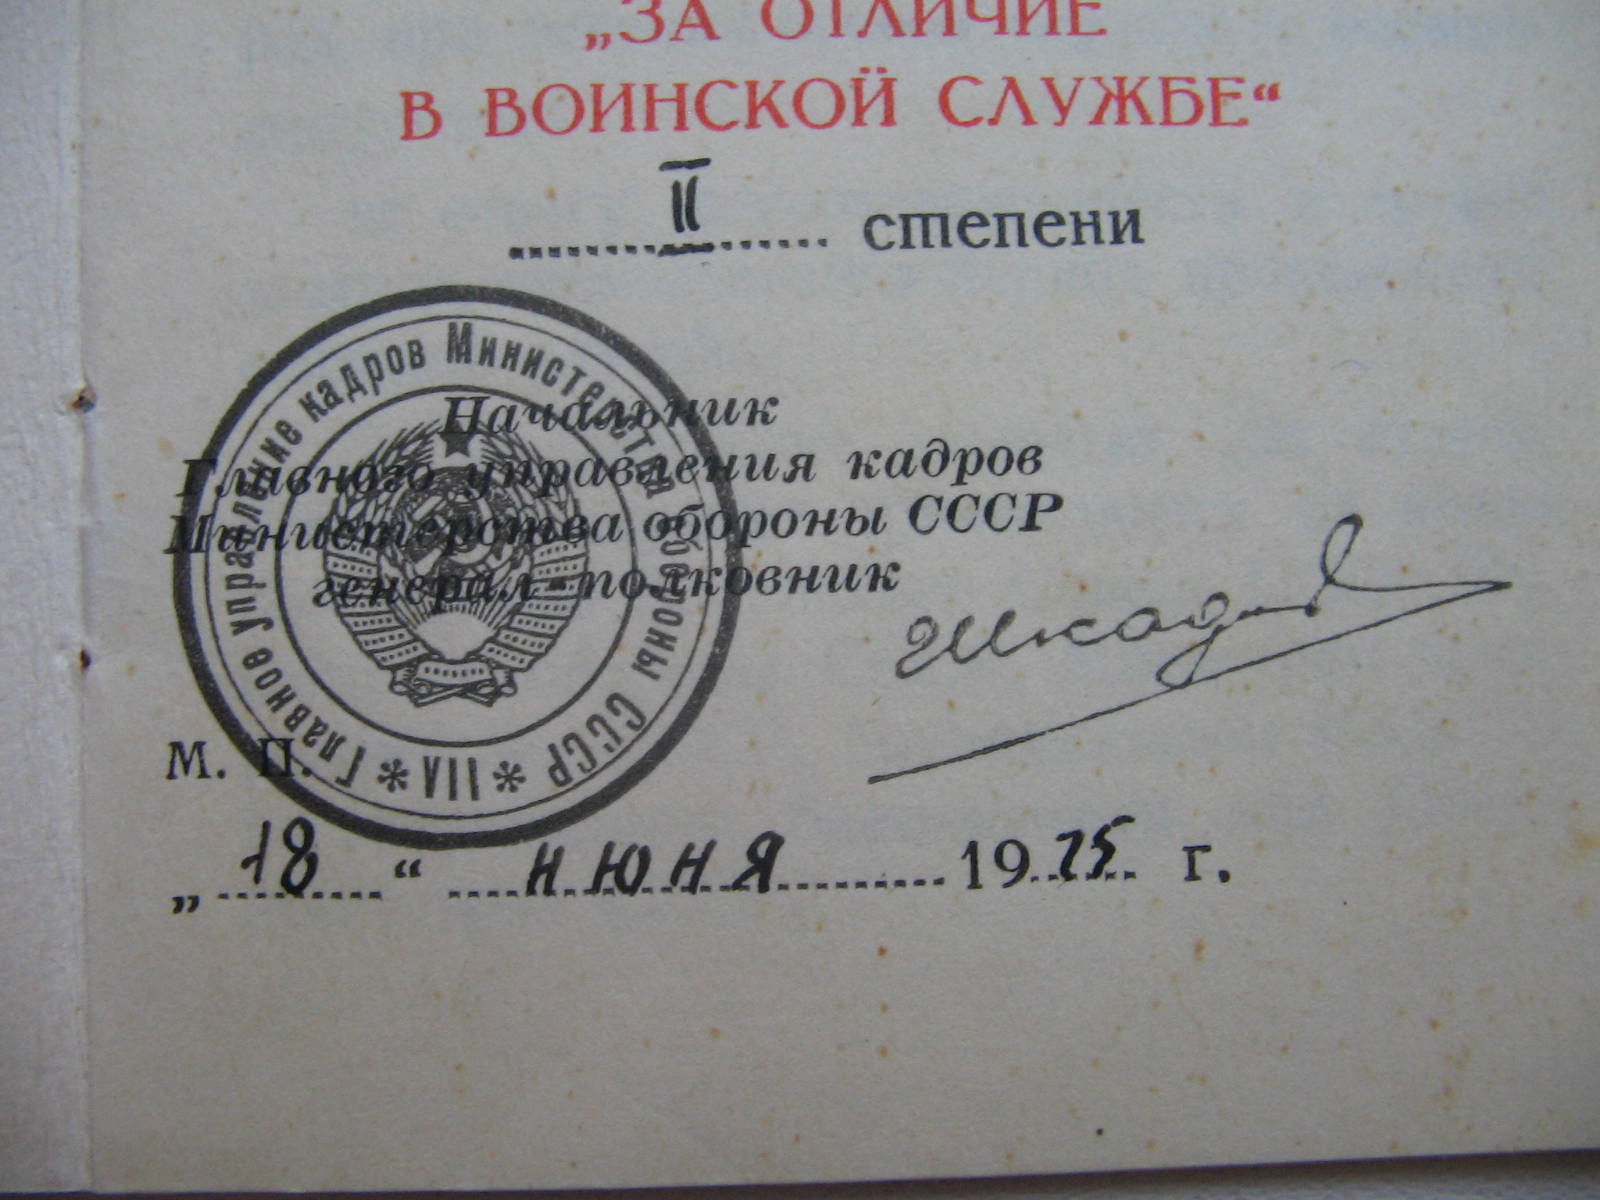 „ЗА ОТЛИЧИЕ
В ВОИНСКОЙ СЛУЖБЕ“
II степени
Начальник
Главного управления кадров
Министерства обороны СССР
генерал-полковник
Шкадов
М. П.
Главное управление кадров Министерства обороны СССР * VII *
„18“ июня 1975 г.